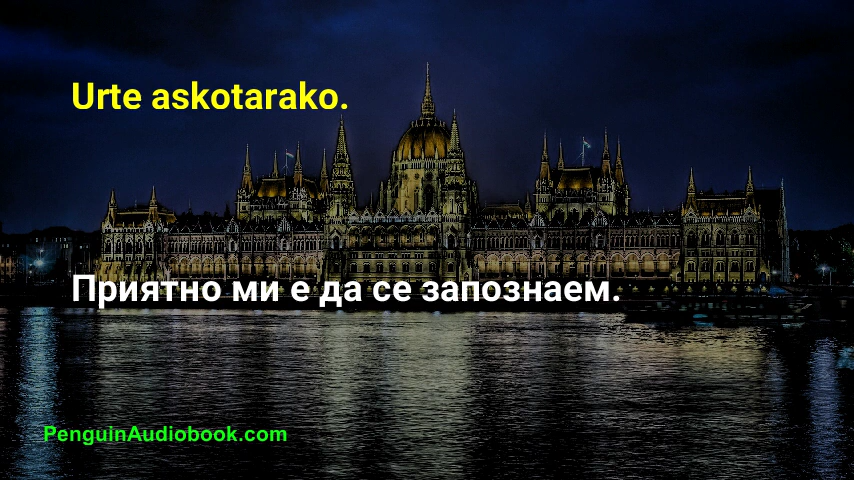 Urte askotarako.
Приятно ми е да се запознаем.
PenguinAudiobook.com